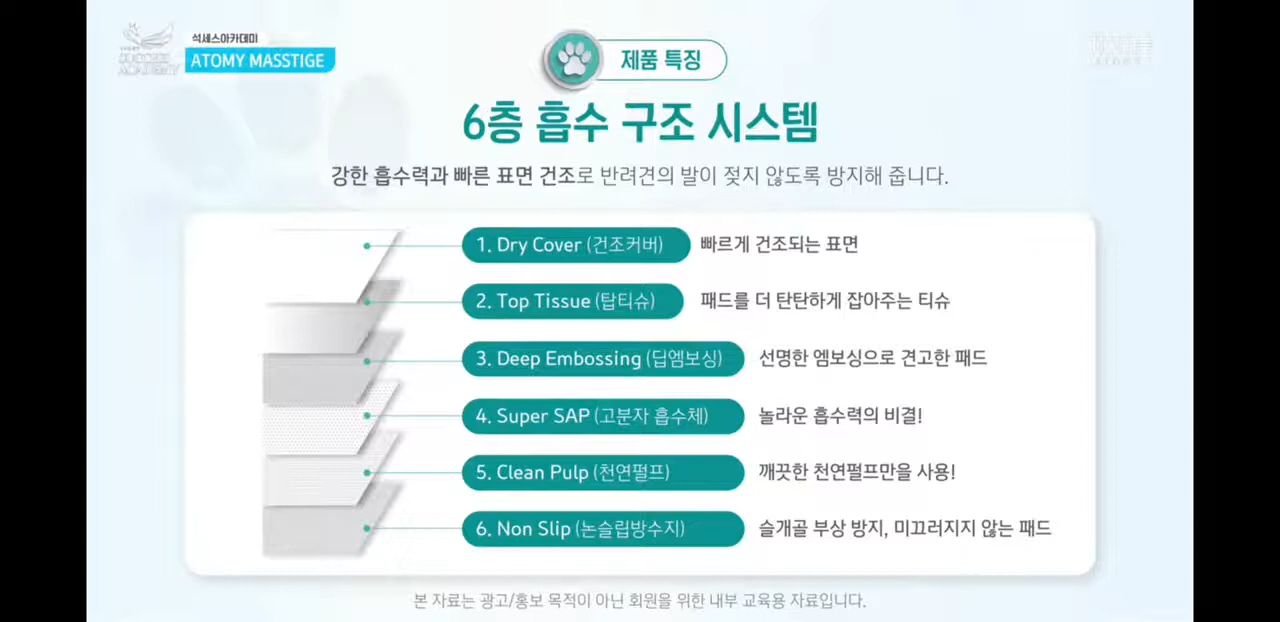 석세스아카데미
SUCCESS
ACADEMY
ATOMY MASSTIGE
제품 특징
6층 흡수 구조 시스템
강한 흡수력과 빠른 표면 건조로 반려견의 발이 젖지 않도록 방지해 줍니다.
1. Dry Cover (건조커버) 빠르게 건조되는 표면
2. Top Tissue (탑티슈) 패드를 더 탄탄하게 잡아주는 티슈
3. Deep Embossing (딥엠보싱) 선명한 엠보싱으로 견고한 패드
4. Super SAP (고분자 흡수체) 놀라운 흡수력의 비결!
5. Clean Pulp (천연펄프) 깨끗한 천연펄프만을 사용!
6. Non Slip (논슬립방수지) 슬개골 부상 방지, 미끄러지지 않는 패드
본 자료는 광고/홍보 목적이 아닌 회원을 위한 내부 교육용 자료입니다.